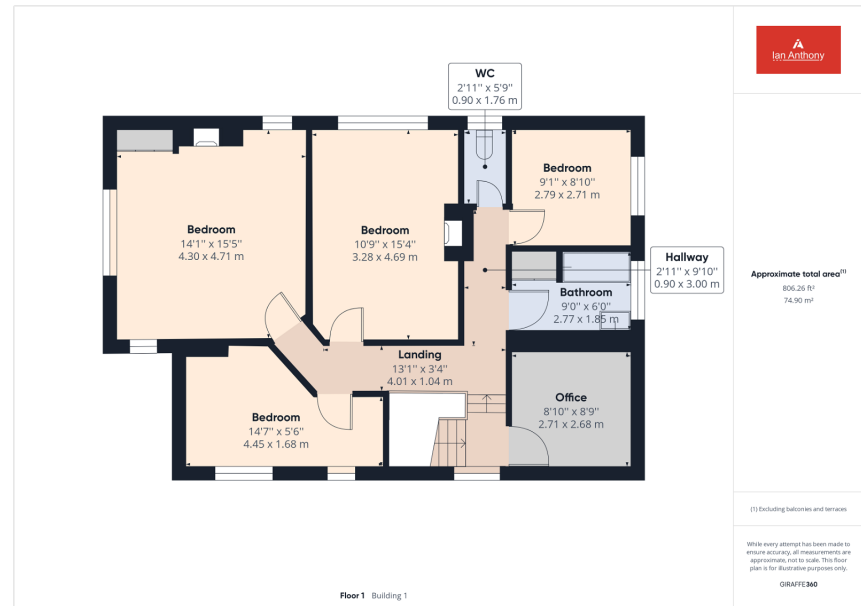 WC
2'11'' x 5'9''
0.90 x 1.76 m
Bedroom
14'1'' x 15'5''
4.30 x 4.71 m
Bedroom
10'9'' x 15'4''
3.28 x 4.69 m
Bedroom
9'1'' x 8'10''
2.79 x 2.71 m
Hallway
2'11'' x 9'10''
0.90 x 3.00 m
Bathroom
9'0'' x 6'0''
2.77 x 1.85 m
Landing
13'1'' x 3'4''
4.01 x 1.04 m
Bedroom
14'7'' x 5'6''
4.45 x 1.68 m
Office
8'10'' x 8'9''
2.71 x 2.68 m
Floor 1 Building 1
Ian Anthony
Approximate total area(1)
806.26 ft²
74.90 m²
(1) Excluding balconies and terraces
While every attempt has been made to
ensure accuracy, all measurements are
approximate, not to scale. This floor
plan is for illustrative purposes only.
GIRAFFE360